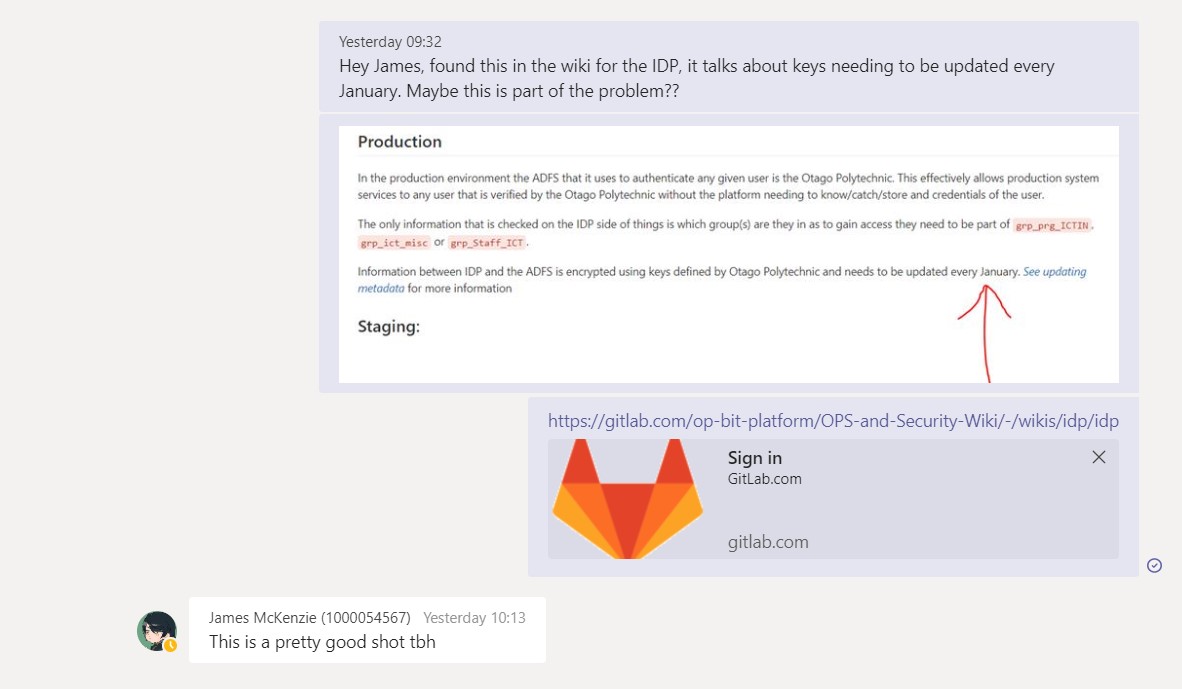 Yesterday 09:32
Hey James, found this in the wiki for the IDP, it talks about keys needing to be updated every
January. Maybe this is part of the problem??
Production
In the production environment the ADFS that it uses to authenticate any given user is the Otago Polytechnic. This effectively allows production system
services to any user that is verified by the Otago Polytechnic without the platform needing to know/catch/store and credentials of the user.
The only information that is checked on the IDP side of things is which group(s) are they in as to gain access they need to be part of grp_prg_ICTIN,
grp_ict_misc or grp_Staff_ICT.
Information between IDP and the ADFS is encrypted using keys defined by Otago Polytechnic and needs to be updated every January. See updating
metadata for more information
Staging:
https://gitlab.com/op-bit-platform/OPS-and-Security-Wiki/-/wikis/idp/idp
Sign in
GitLab.com
gitlab.com
James McKenzie (1000054567) Yesterday 10:13
This is a pretty good shot tbh